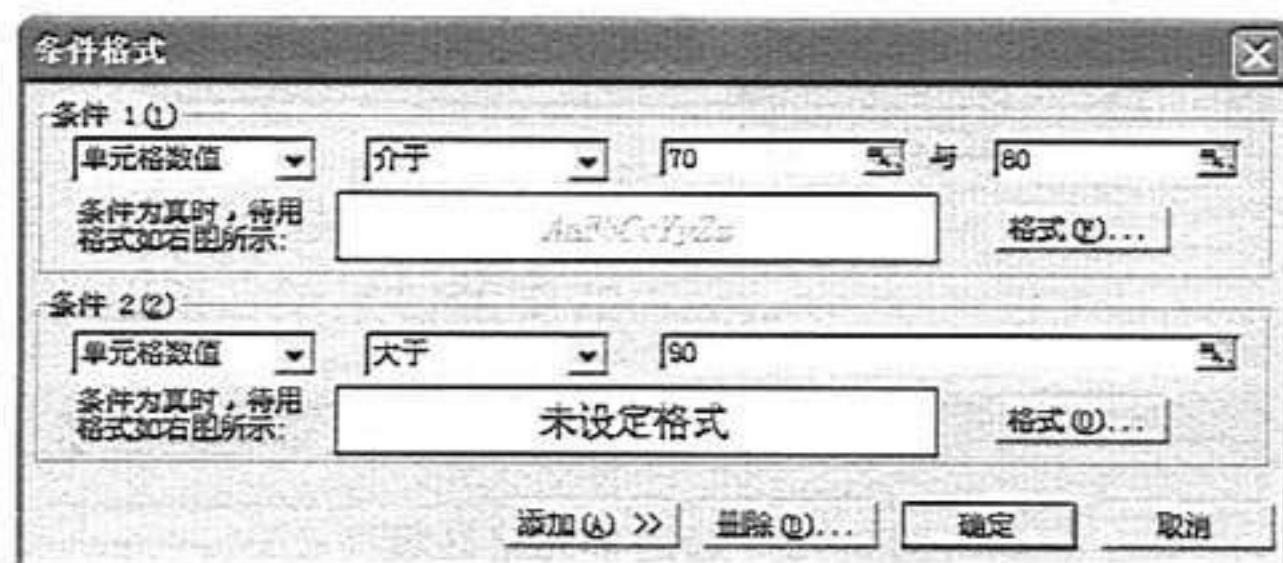 条件格式
条件 1(1)
单元格数值 介于 70 与 80
条件为真时，待用
格式如右图所示:
AaBbCcYyZz
格式(F)...
条件 2(2)
单元格数值 大于 90
条件为真时，待用
格式如右图所示:
未设定格式
格式(O)...
添加(A) >> 删除(D)... 确定 取消